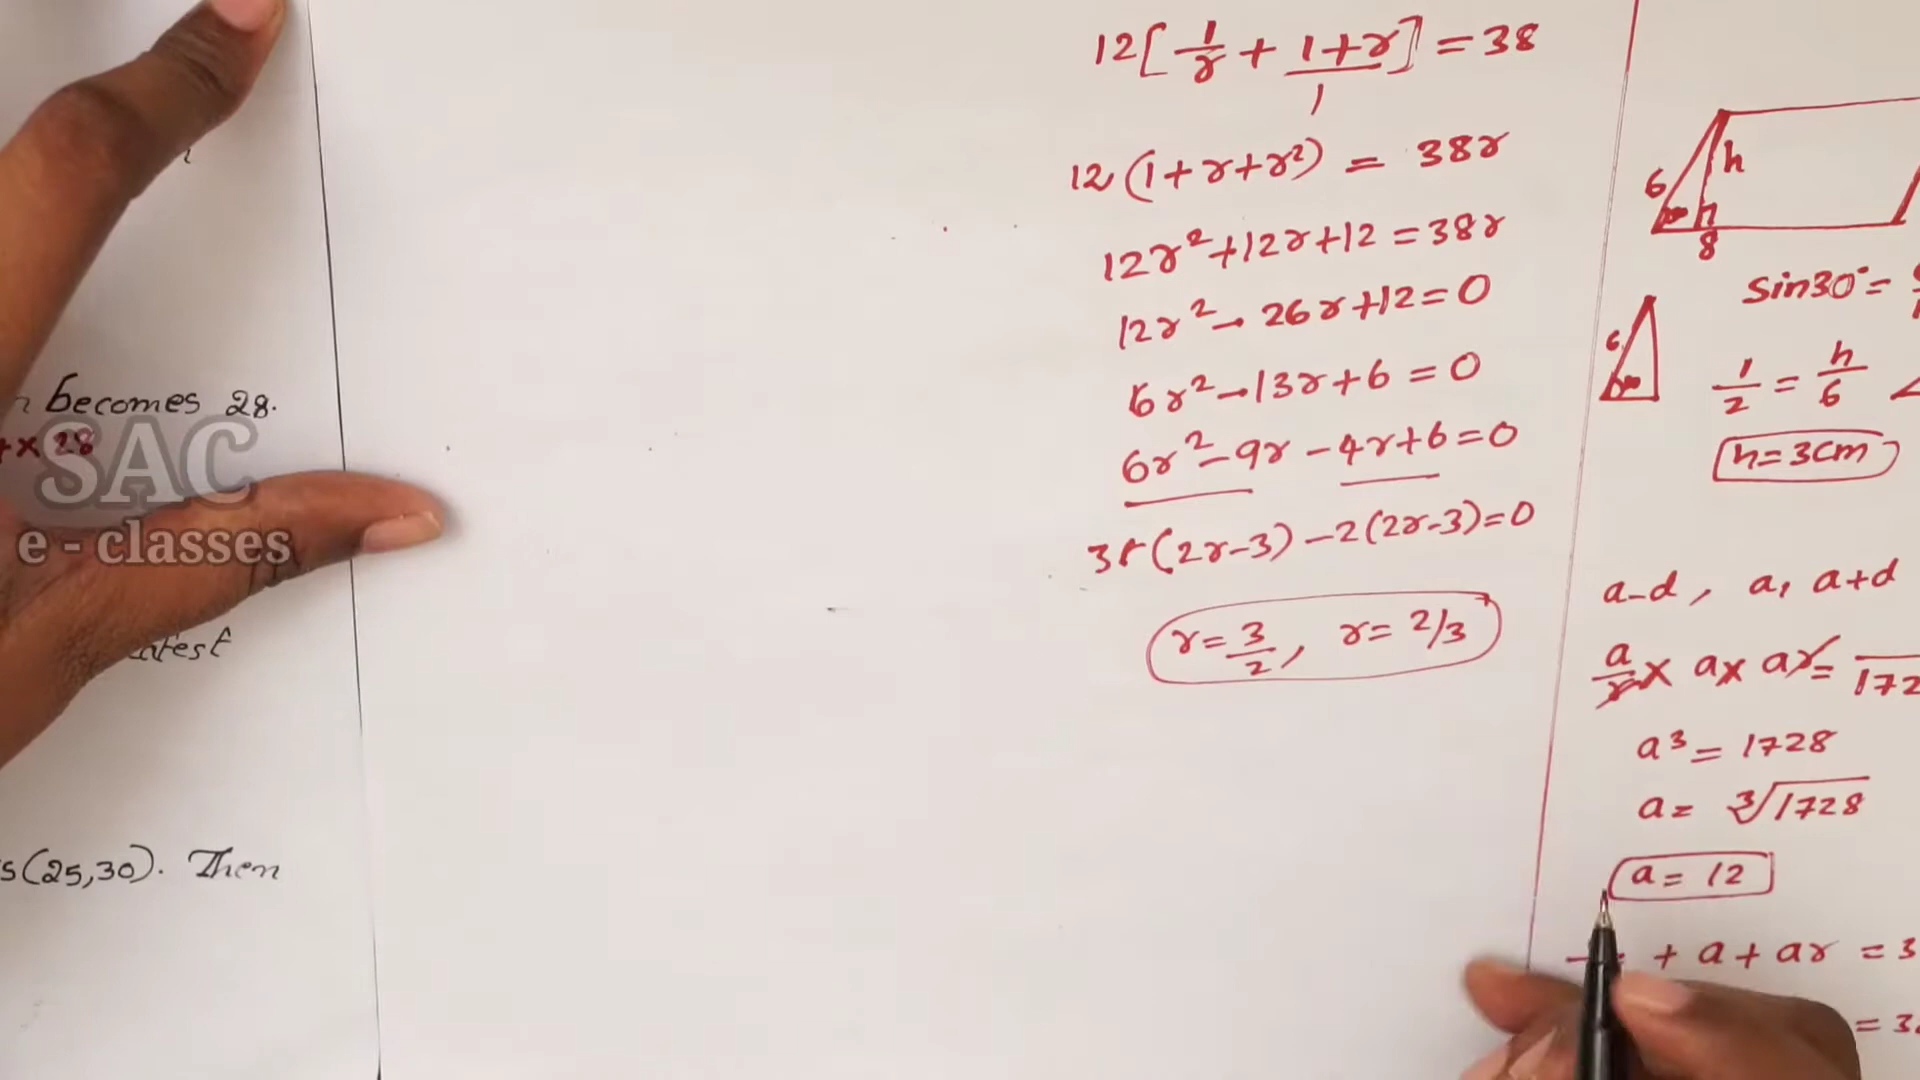 becomes 28.
x 28
SAC
e - classes
s(25,30). Then
12[1/r + (1+r)/1] = 38
12(1+r+r²) = 38r
12r²+12r+12 = 38r
12r² - 26r+12 = 0
6r² - 13r+6 = 0
6r² - 9r - 4r+6 = 0
3r(2r-3) - 2(2r-3) = 0
r = 3/2, r = 2/3
h
6
8
sin30° =
6
1/2 = h/6
h = 3cm
a-d, a, a+d
a/r x a x ar =
172
a³ = 1728
a = ∛1728
a = 12
+ a + ar = 3
= 3